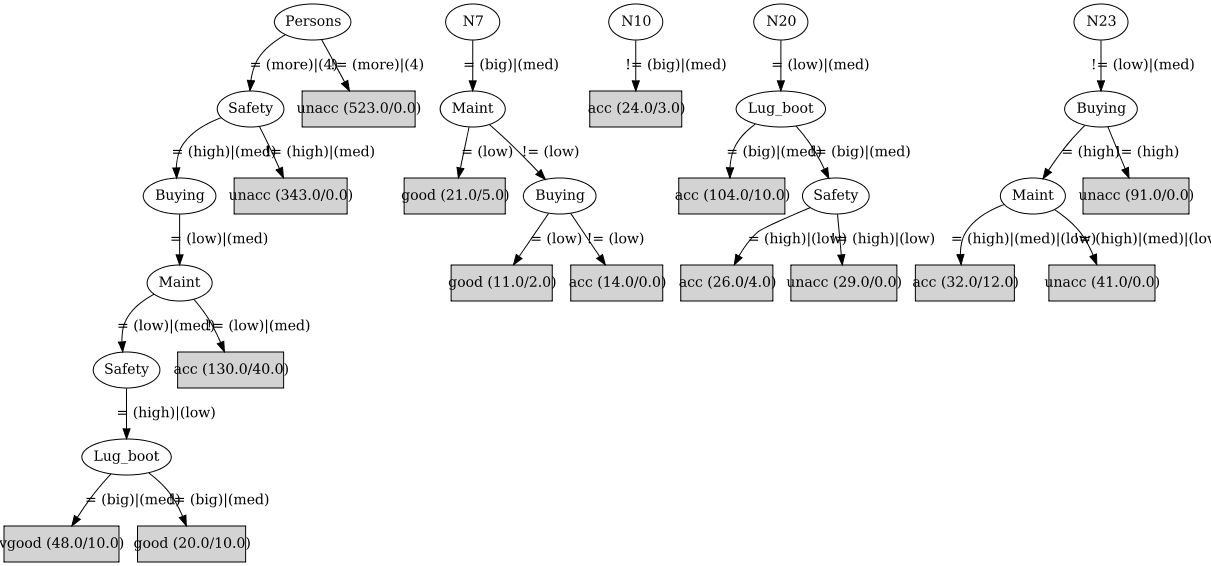 Persons
N7
N10
N20
N23
= (more)|(4)
!= (more)|(4)
= (big)|(med)
!= (big)|(med)
= (low)|(med)
!= (low)|(med)
Safety
unacc (523.0/0.0)
Maint
acc (24.0/3.0)
Lug_boot
Buying
= (high)|(med)
!= (high)|(med)
= (low)
!= (low)
= (big)|(med)
!= (big)|(med)
= (high)
!= (high)
Buying
unacc (343.0/0.0)
good (21.0/5.0)
Buying
acc (104.0/10.0)
Safety
Maint
unacc (91.0/0.0)
= (low)|(med)
= (low)
!= (low)
= (high)|(low)
!= (high)|(low)
= (high)|(med)|(low)
!= (high)|(med)|(low)
Maint
good (11.0/2.0)
acc (14.0/0.0)
acc (26.0/4.0)
unacc (29.0/0.0)
acc (32.0/12.0)
unacc (41.0/0.0)
= (low)|(med)
!= (low)|(med)
Safety
acc (130.0/40.0)
= (high)|(low)
Lug_boot
= (big)|(med)
!= (big)|(med)
vgood (48.0/10.0)
good (20.0/10.0)